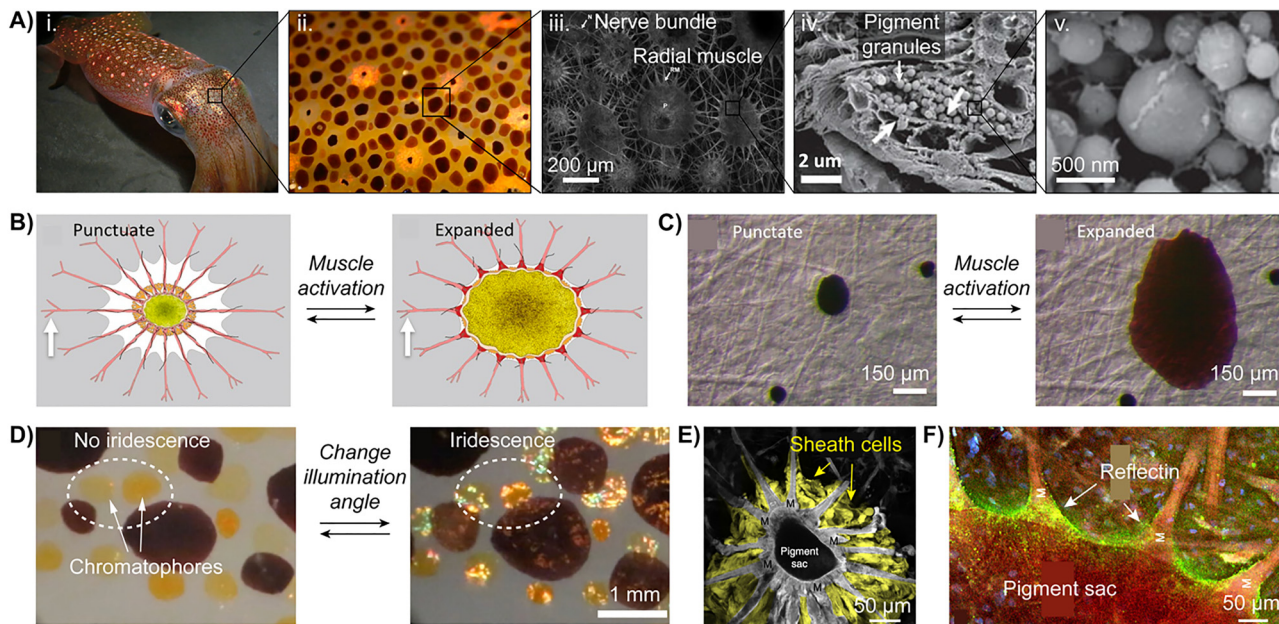 A)
i.
ii.
iii.
Nerve bundle
Radial muscle
RM
P
200 µm
iv.
Pigment
granules
2 um
v.
500 nm
B)
Punctuate
Muscle
activation
Expanded
C)
Punctate
150 µm
Muscle
activation
Expanded
150 µm
D)
No iridescence
Chromatophores
Change
illumination
angle
Iridescence
1 mm
E)
Sheath cells
M
M
M
M
M
Pigment
sac
50 µm
F)
Reflectin
M
M
M
Pigment sac
50 µm